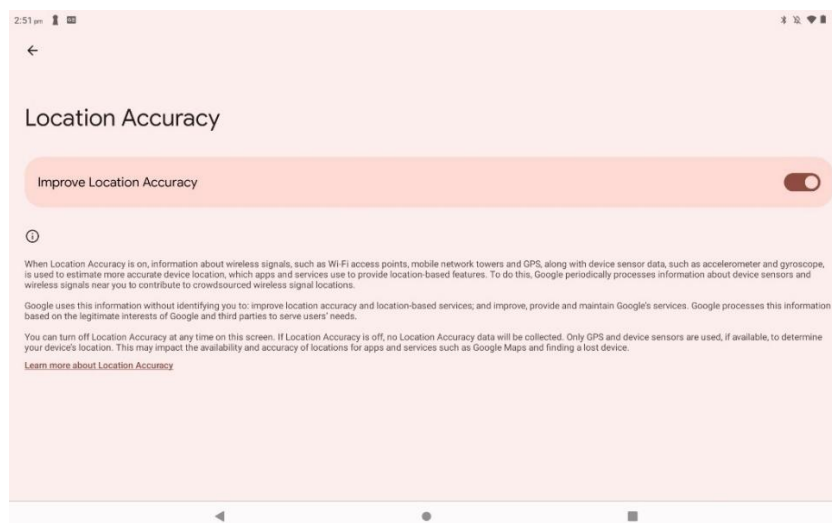 2:51 pm
Location Accuracy
Improve Location Accuracy
When Location Accuracy is on, information about wireless signals, such as Wi-Fi access points, mobile network towers and GPS, along with device sensor data, such as accelerometer and gyroscope,
is used to estimate more accurate device location, which apps and services use to provide location-based features. To do this, Google periodically processes information about device sensors and
wireless signals near you to contribute to crowdsourced wireless signal locations.
Google uses this information without identifying you to: improve location accuracy and location-based services; and improve, provide and maintain Google's services. Google processes this information
based on the legitimate interests of Google and third parties to serve users' needs.
You can turn off Location Accuracy at any time on this screen. If Location Accuracy is off, no Location Accuracy data will be collected. Only GPS and device sensors are used, if available, to determine
your device's location. This may impact the availability and accuracy of locations for apps and services such as Google Maps and finding a lost device.
Learn more about Location Accuracy